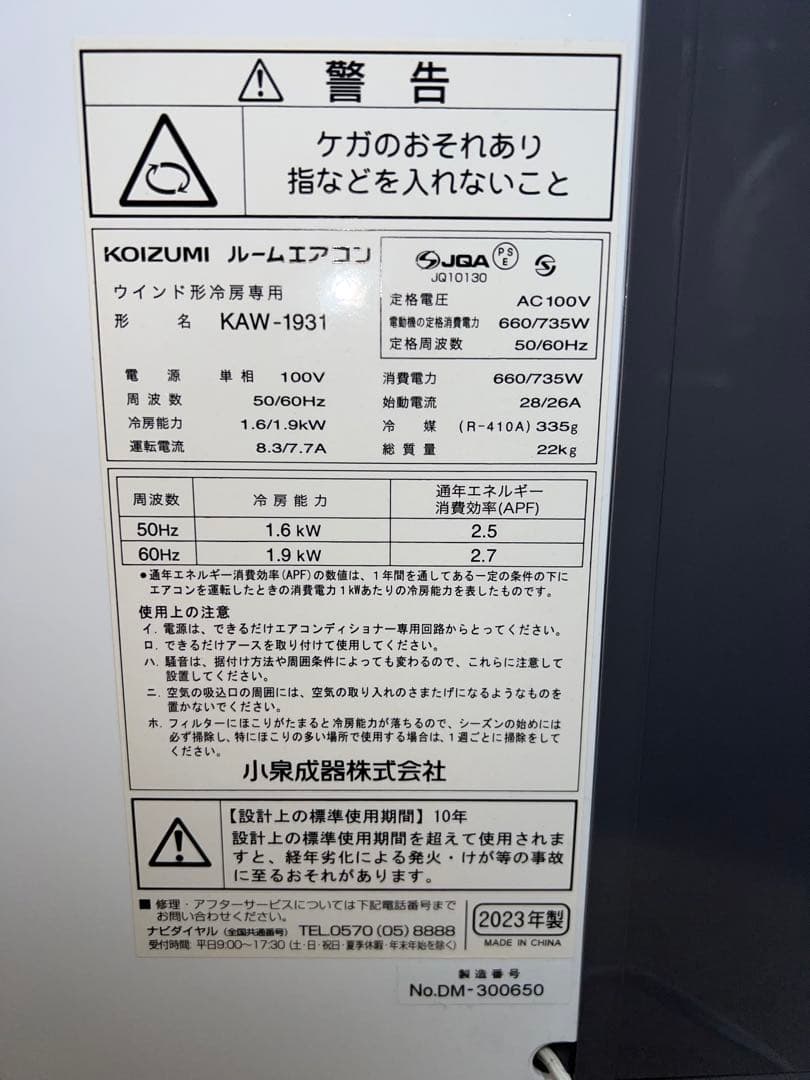 警告
ケガのおそれあり
指などを入れないこと
KOIZUMI ルームエアコン
ウインド形冷房専用
形名 KAW-1931
JQA PSE
JQ10130
定格電圧 AC100V
電動機の定格消費電力 660/735W
定格周波数 50/60Hz
電源 単相 100V
周波数 50/60Hz
冷房能力 1.6/1.9kW
運転電流 8.3/7.7A
消費電力 660/735W
始動電流 28/26A
冷媒 (R-410A) 335g
総質量 22kg
周波数 冷房能力 通年エネルギー
消費効率(APF)
50Hz 1.6 kW 2.5
60Hz 1.9 kW 2.7
●通年エネルギー消費効率(APF)の数値は、1年間を通してある一定の条件の下に
エアコンを運転したときの消費電力1kWあたりの冷房能力を表したものです。
使用上の注意
イ. 電源は、できるだけエアコンディショナー専用回路からとってください。
ロ. できるだけアースを取り付けて使用してください。
ハ. 騒音は、据付け方法や周囲条件によっても変わるので、これらに注意して
設置してください。
ニ. 空気の吸込口の周囲には、空気の取り入れのさまたげになるようなものを
置かないでください。
ホ. フィルターにほこりがたまると冷房能力が落ちるので、シーズンの始めには
必ず掃除し、特にほこりの多い場所で使用する場合は、1週ごとに掃除をして
ください。
小泉成器株式会社
【設計上の標準使用期間】10年
設計上の標準使用期間を超えて使用されま
すと、経年劣化による発火・けが等の事故
に至るおそれがあります。
■ 修理・アフターサービスについては下記電話番号まで
お問い合わせください。
ナビダイヤル (全国共通番号) TEL.0570 (05) 8888
受付時間: 平日9:00〜17:30 (土・日・祝日・夏季休暇・年末年始を除く)
2023年製
MADE IN CHINA
製造番号
No.DM-300650